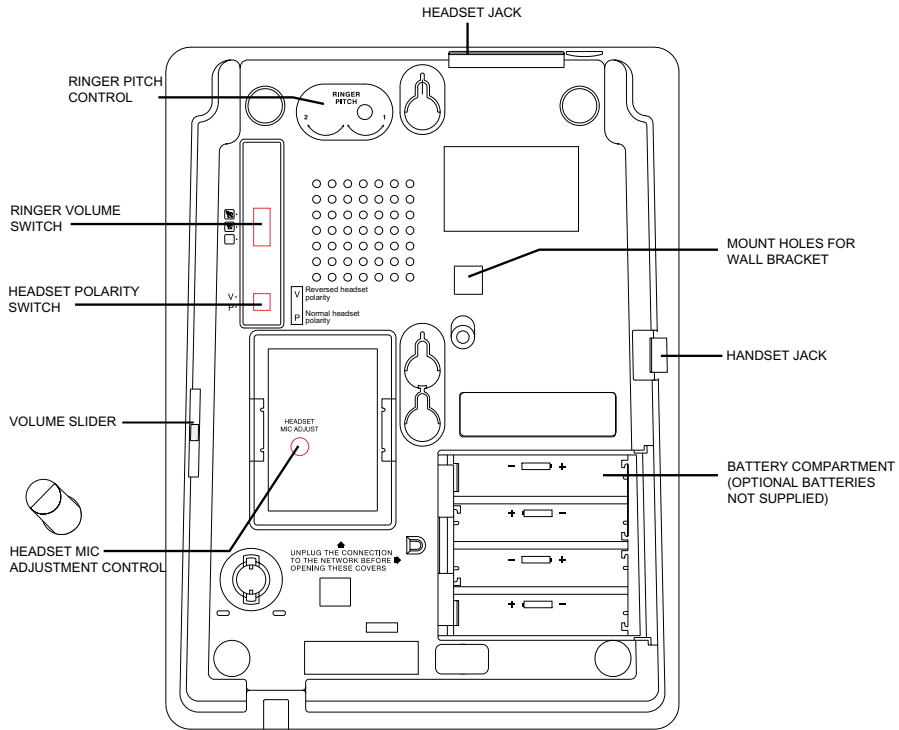 HEADSET JACK
RINGER PITCH
CONTROL
RINGER
PITCH
2
1
RINGER VOLUME
SWITCH
MOUNT HOLES FOR
WALL BRACKET
HEADSET POLARITY
SWITCH
V
P
V
Reversed headset
polarity
P
Normal headset
polarity
HANDSET JACK
VOLUME SLIDER
HEADSET
MIC ADJUST
BATTERY COMPARTMENT
(OPTIONAL BATTERIES
NOT SUPPLIED)
- +
+ -
- +
+ -
HEADSET MIC
ADJUSTMENT CONTROL
UNPLUG THE CONNECTION
TO THE NETWORK BEFORE
OPENING THESE COVERS